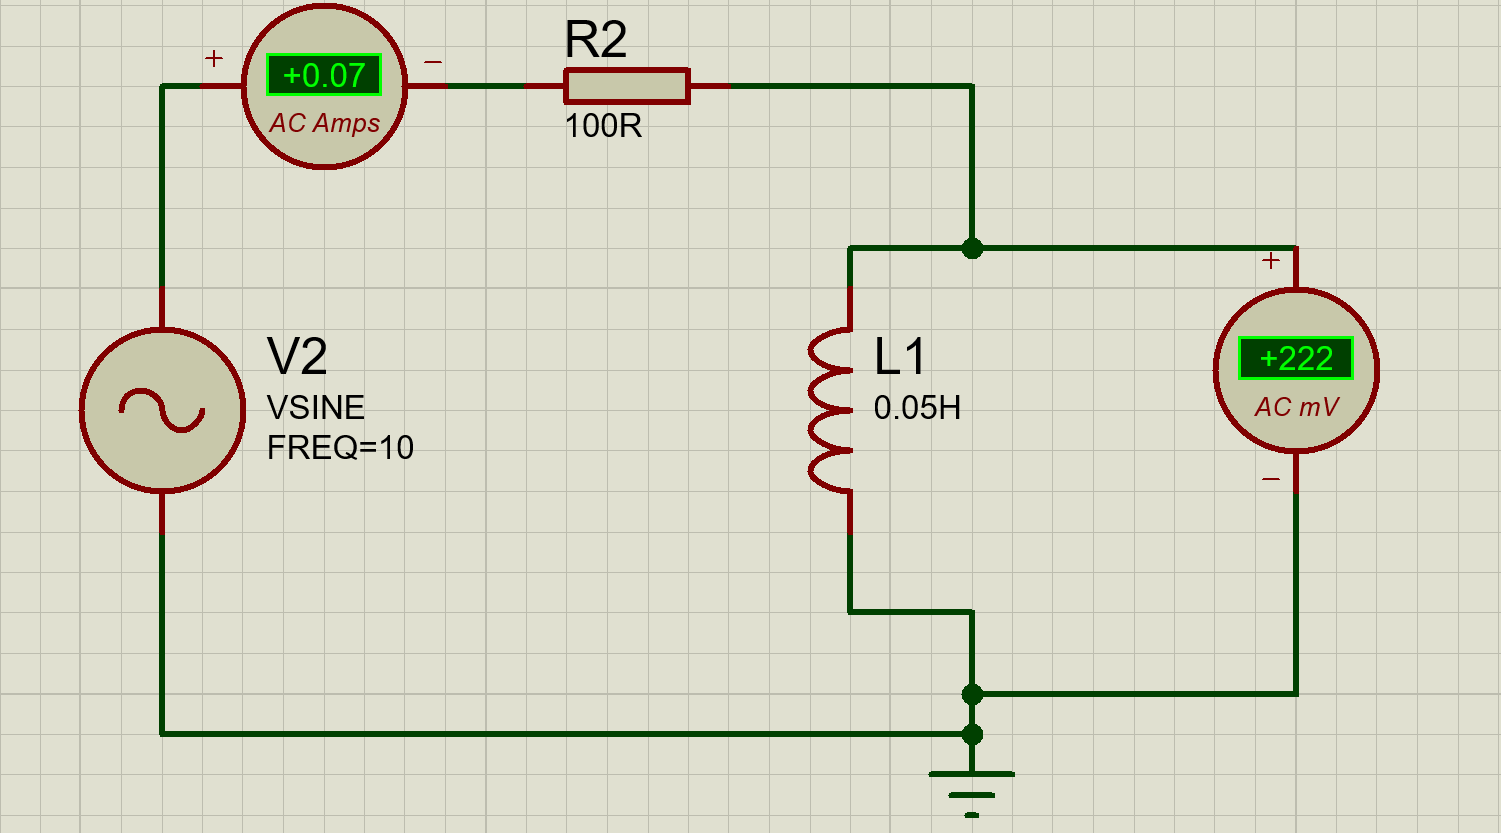 + −
+0.07
AC Amps
R2
100R
+
+222
AC mV
−
V2
VSINE
FREQ=10
L1
0.05H